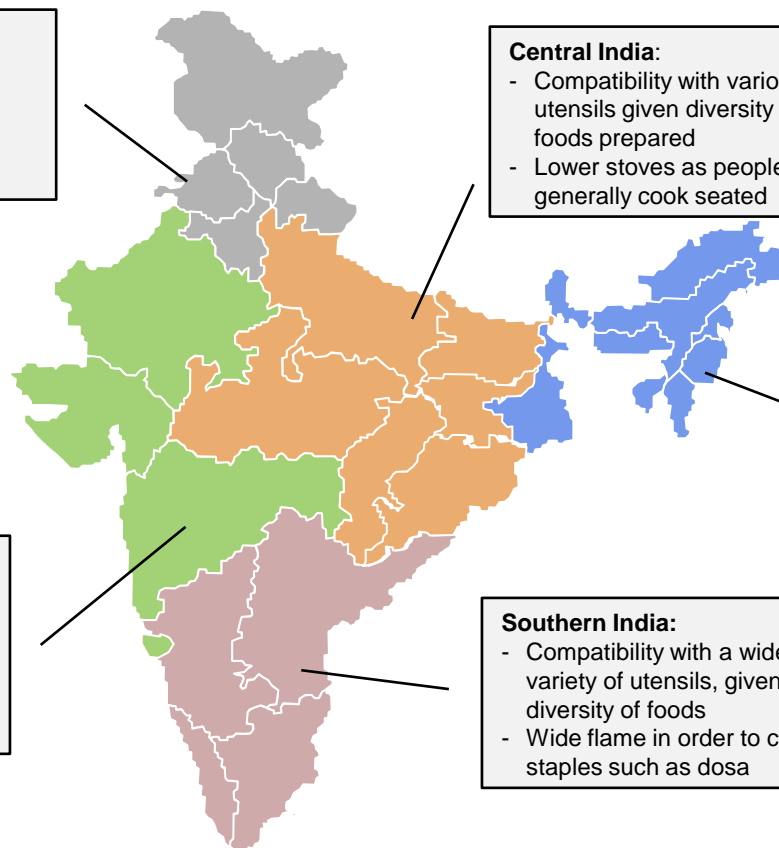 Central India:
- Compatibility with
utensils given diversity
foods prepared
- Lower stoves as people
generally cook seated
Southern India:
- Compatibility with a wide
variety of utensils, given
diversity of foods
- Wide flame in order to
staples such as dosa